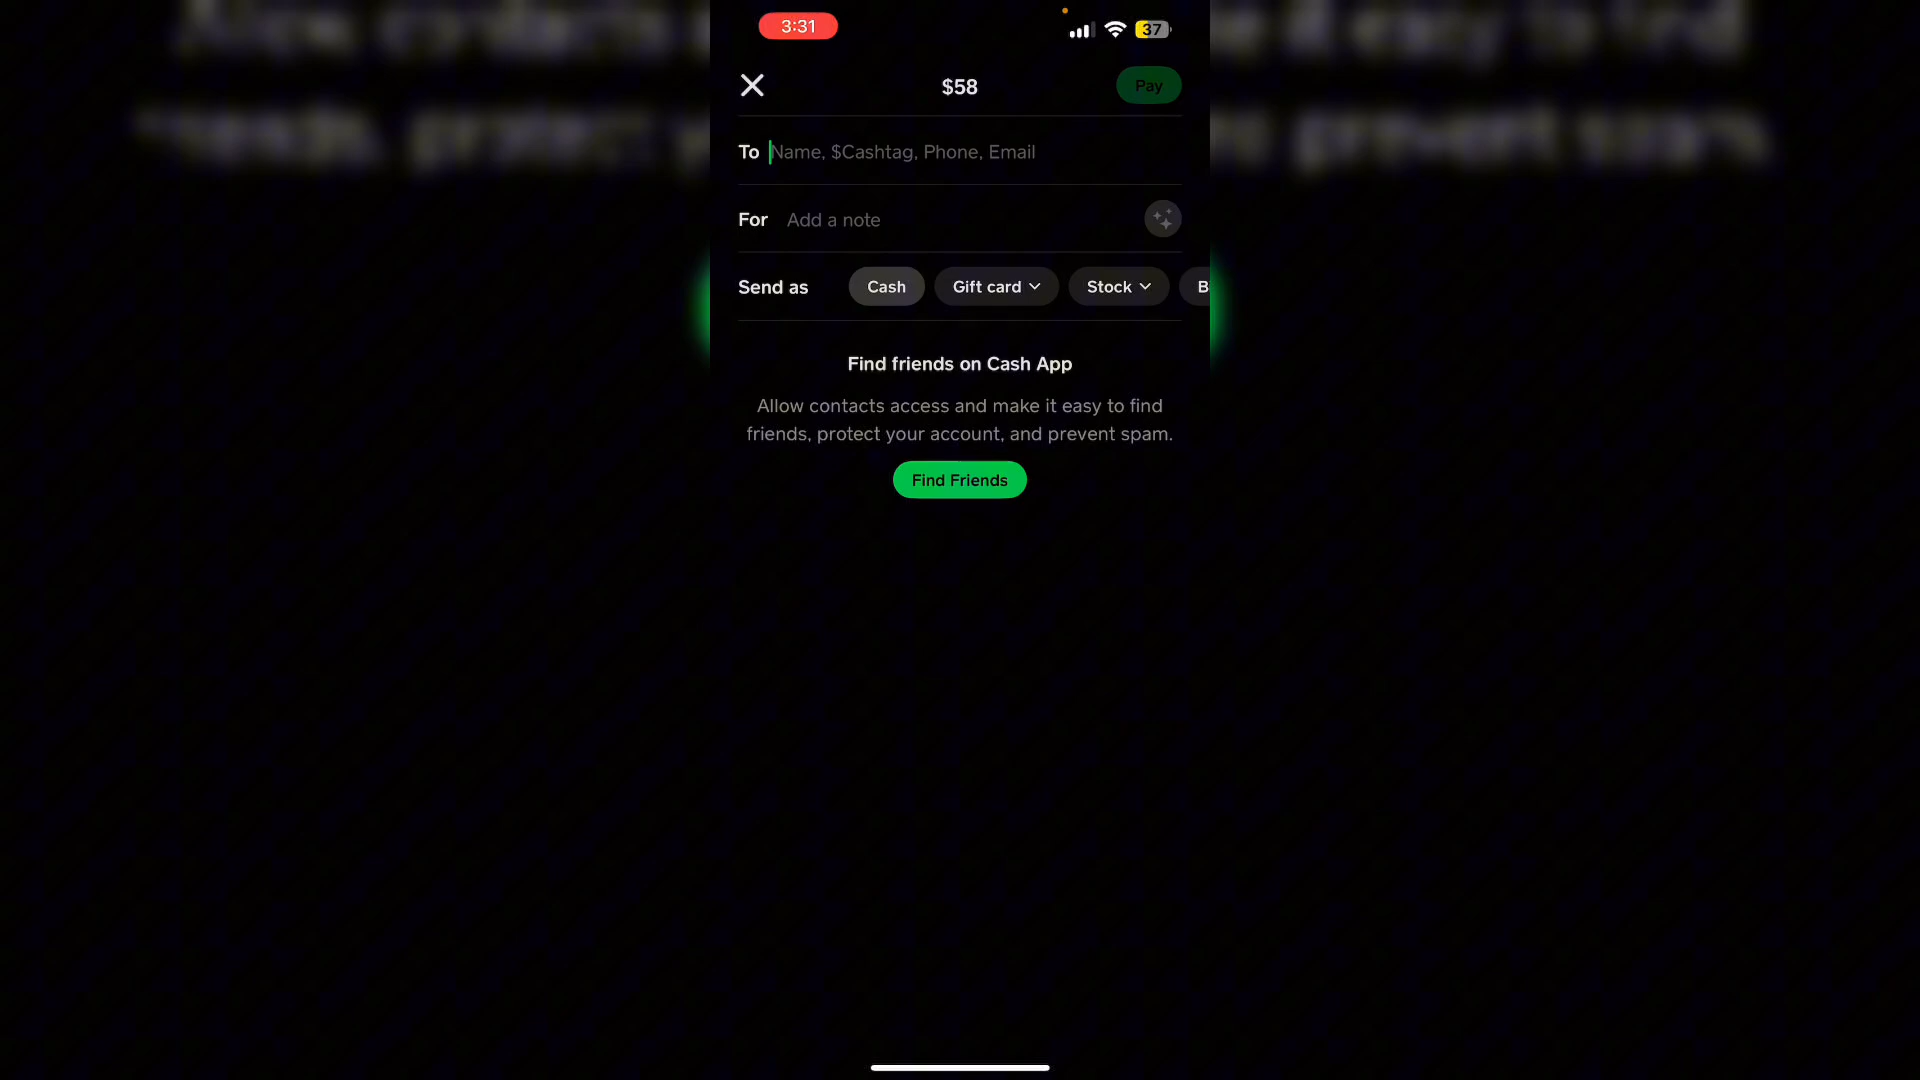 3:31
37
$58
Pay
To Name, $Cashtag, Phone, Email
For Add a note
Send as Cash Gift card Stock B
Find friends on Cash App
Allow contacts access and make it easy to find
friends, protect your account, and prevent spam.
Find Friends